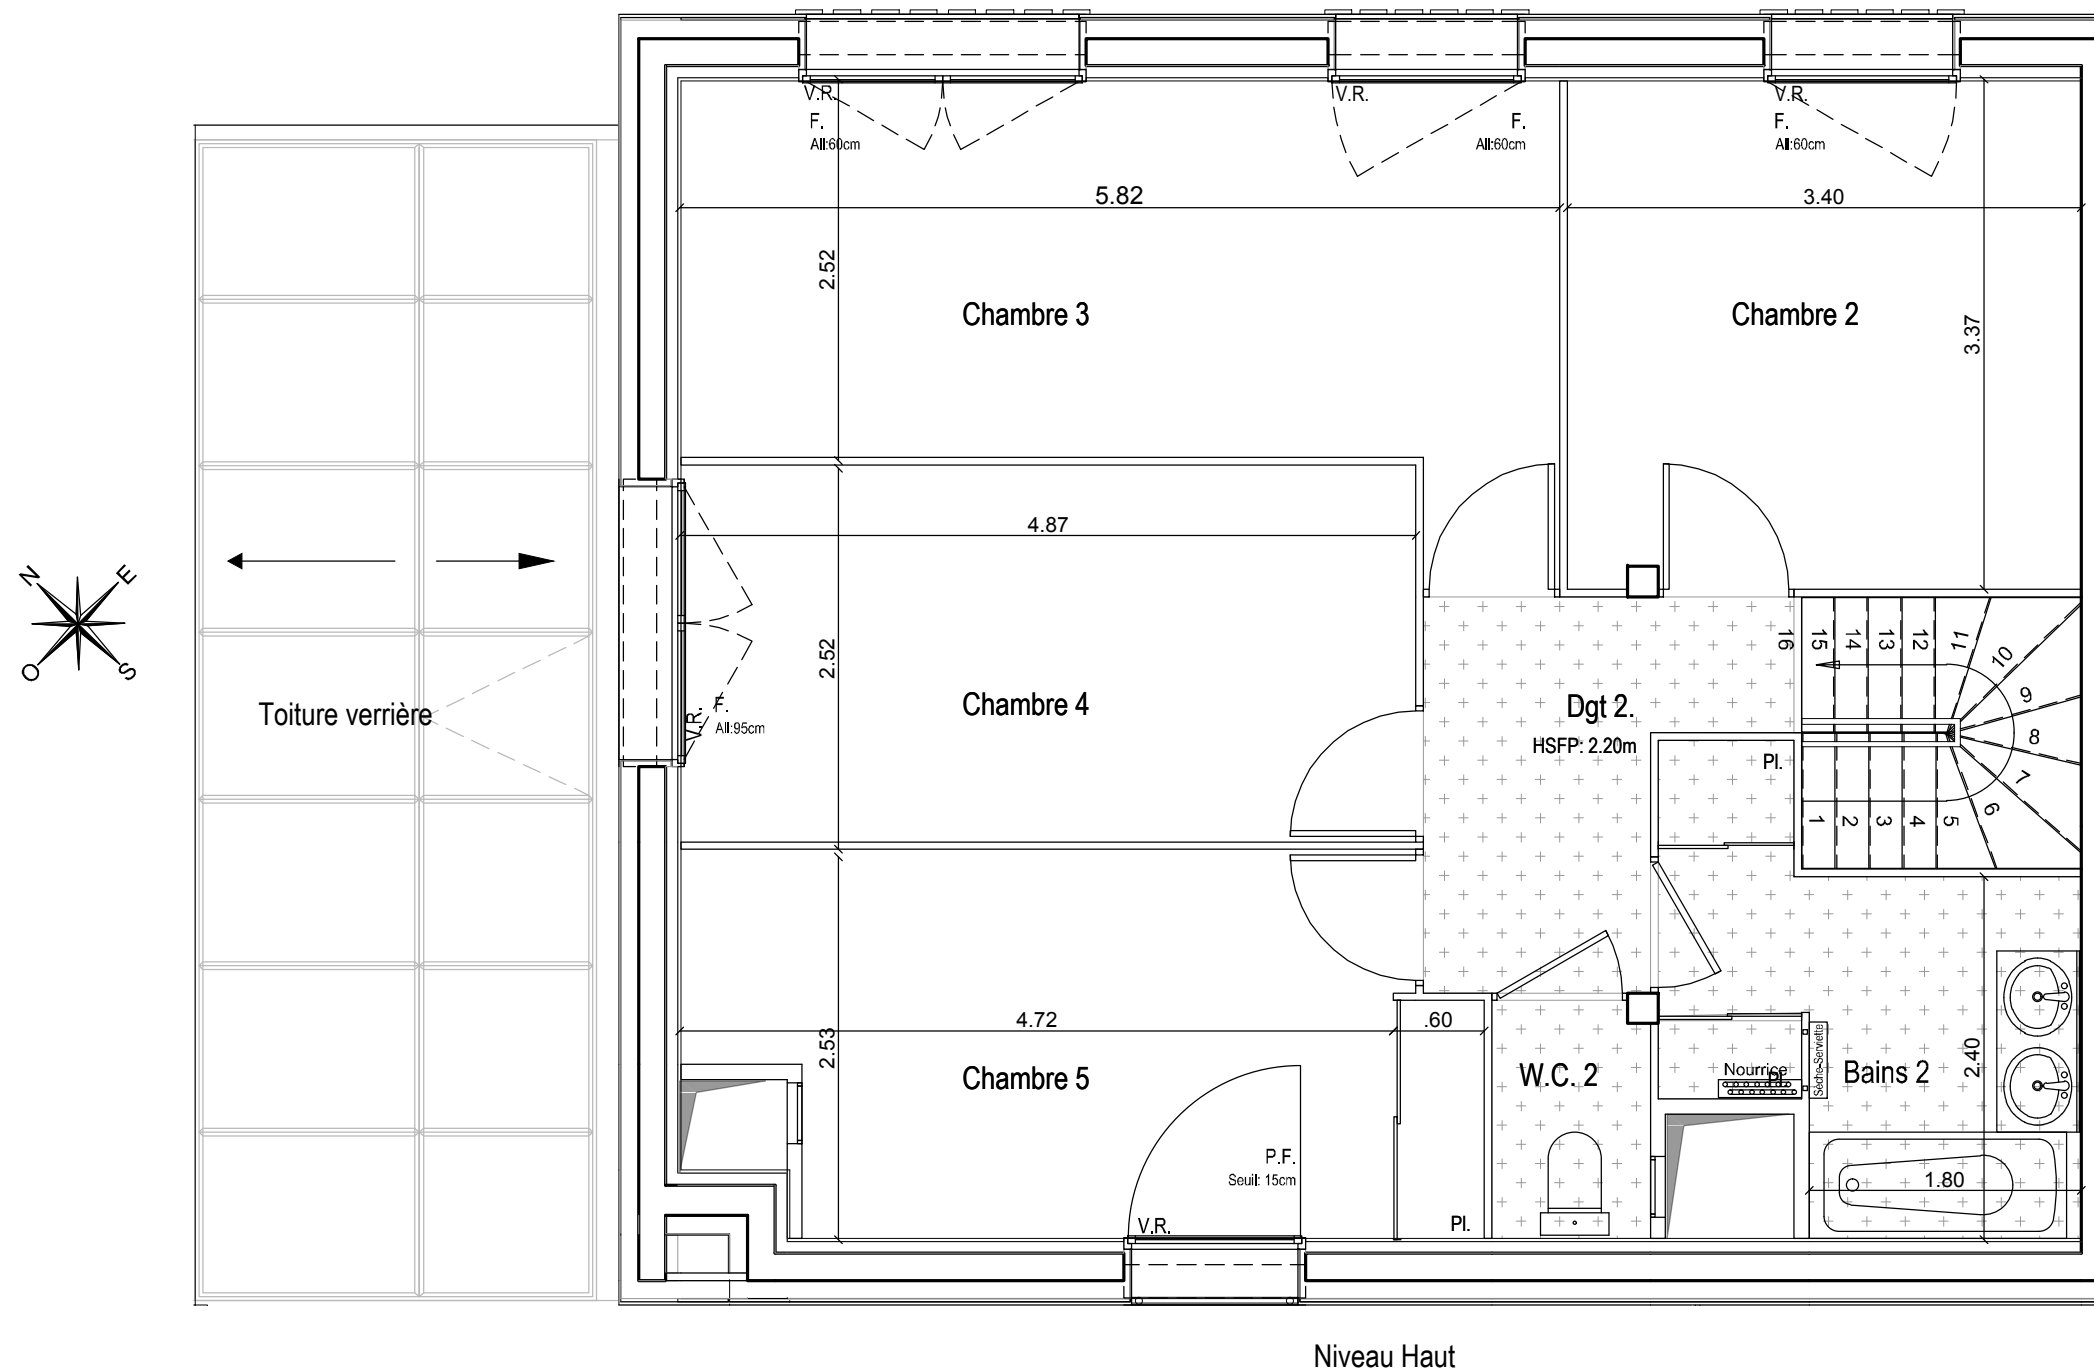 V.R.
F.
All:60cm
V.R.
F.
All:60cm
V.R.
F.
All:60cm
5.82
3.40
2.52
Chambre 3
Chambre 2
3.37
4.87
N
E
O
S
2.52
Toiture verrière
V.R.
F.
All:95cm
Chambre 4
Dgt 2.
HSFP: 2.20m
Pl.
16
15
14
13
12
11
10
9
8
7
6
1
2
3
4
5
4.72
.60
2.53
Chambre 5
W.C. 2
Nourrice
Pl.
Sèche-Serviette
Bains 2
2.40
P.F.
Seuil: 15cm
V.R.
Pl.
1.80
Niveau Haut